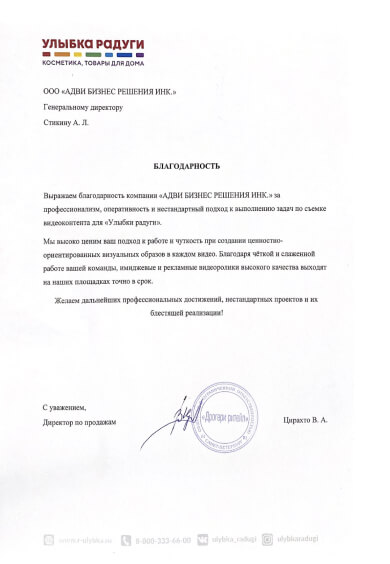 УЛЫБКА РАДУГИ
КОСМЕТИКА, ТОВАРЫ ДЛЯ ДОМА
ООО «АДВИ БИЗНЕС РЕШЕНИЯ ИНК.»
Генеральному директору
Стикину А. Л.
БЛАГОДАРНОСТЬ
Выражаем благодарность компании «АДВИ БИЗНЕС РЕШЕНИЯ ИНК.» за
профессионализм, оперативность и нестандартный подход к выполнению задач по съемке
видеоконтента для «Улыбки радуги».
Мы высоко ценим ваш подход к работе и чуткость при создании ценностно-
ориентированных визуальных образов в каждом видео. Благодаря чёткой и слаженной
работе вашей команды, имиджевые и рекламные видеоролики высокого качества выходят
на наших площадках точно в срок.
Желаем дальнейших профессиональных достижений, нестандартных проектов и их
блестящей реализации!
С уважением,
Директор по продажам
«Дрогари ритейл»
САНКТ-ПЕТЕРБУРГ
Цирахто В. А.
8-800-333-66-00
ulybka_radugi
ulybkaradugi